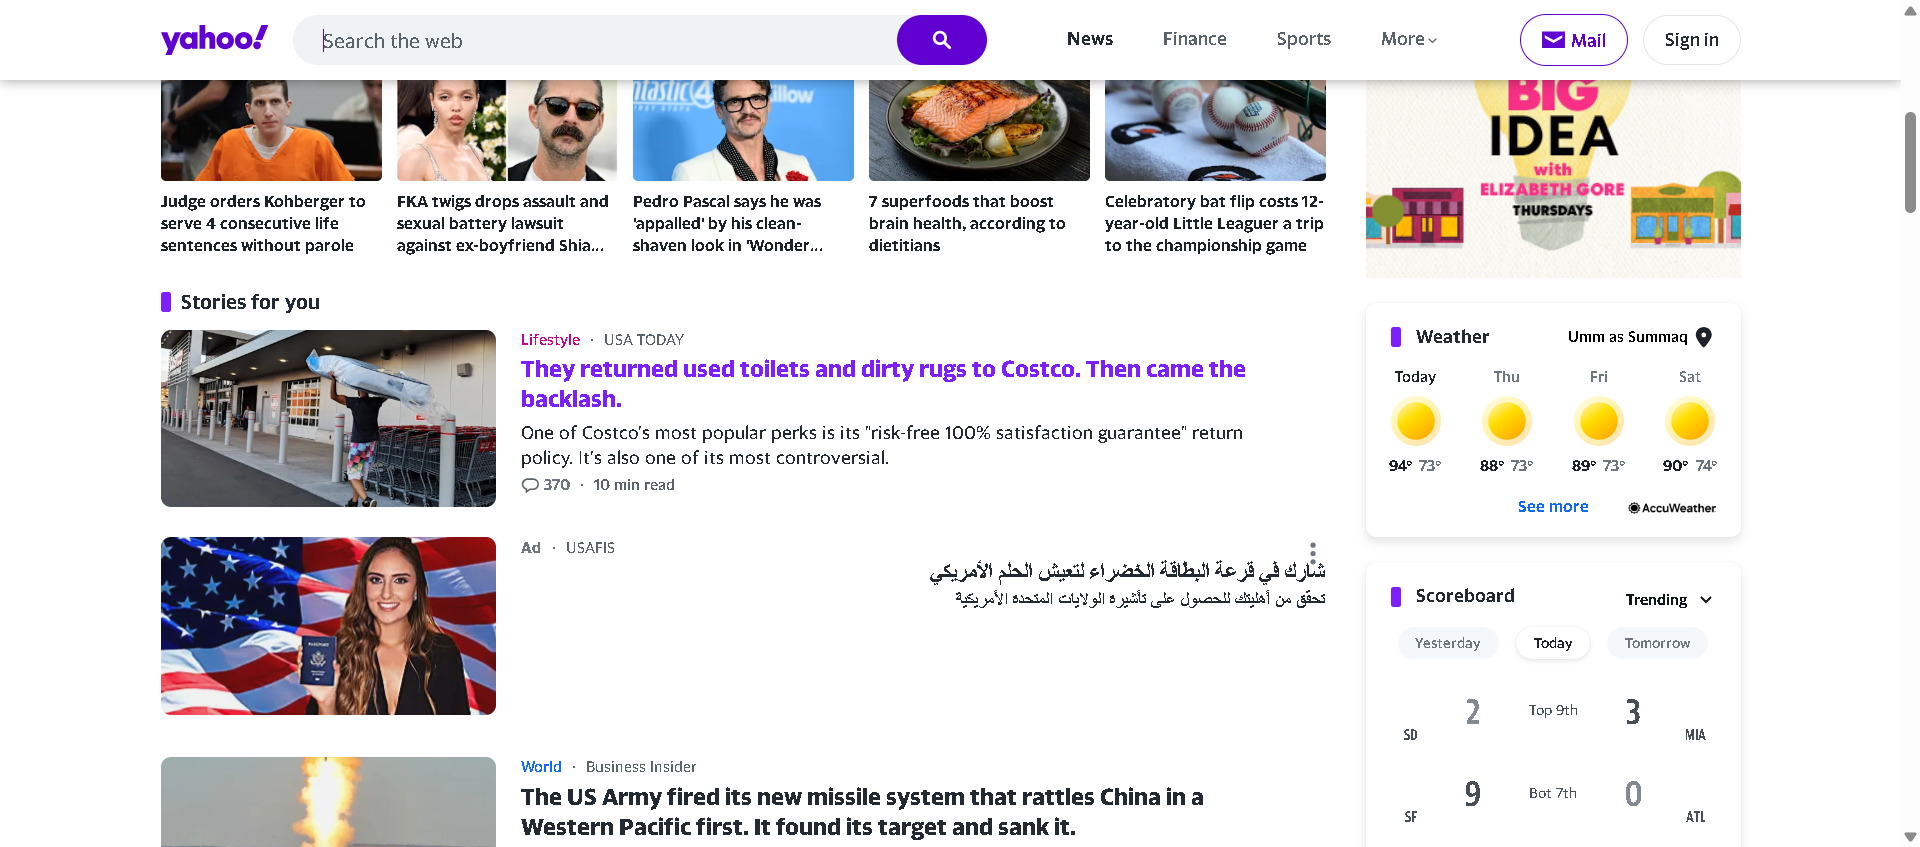 yahoo!
Search the web
News
Finance
Sports
More
Mail
Sign in
Judge orders Kohberger to
serve 4 consecutive life
sentences without parole
FKA twigs drops assault and
sexual battery lawsuit
against ex-boyfriend Shia...
Pedro Pascal says he was
'appalled' by his clean-
shaven look in 'Wonder...
7 superfoods that boost
brain health, according to
dietitians
Celebratory bat flip costs 12-
year-old Little Leaguer a trip
to the championship game
BIG
IDEA
with
ELIZABETH GORE
THURSDAYS
Stories for you
Lifestyle · USA TODAY
They returned used toilets and dirty rugs to Costco. Then came the
backlash.
One of Costco's most popular perks is its "risk-free 100% satisfaction guarantee" return
policy. It's also one of its most controversial.
370 · 10 min read
Ad · USAFIS
شارك في قرعة البطاقة الخضراء لتعيش الحلم الأمريكي
تحقق من أهليتك للحصول على تأشيرة الولايات المتحدة الأمريكية
World · Business Insider
The US Army fired its new missile system that rattles China in a
Western Pacific first. It found its target and sank it.
Weather
Umm as Summaq
Today Thu Fri Sat
94° 73° 88° 73° 89° 73° 90° 74°
See more
AccuWeather
Scoreboard
Trending
Yesterday Today Tomorrow
2 Top 9th 3
SD MIA
9 Bot 7th 0
SF ATL